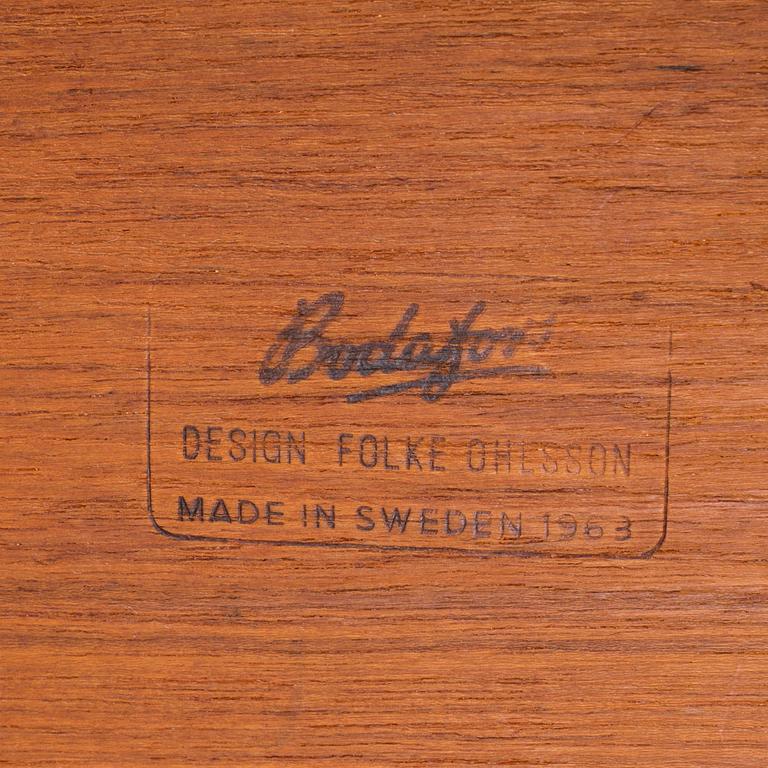 Bodafors
DESIGN FOLKE OHLSSON
MADE IN SWEDEN 1963